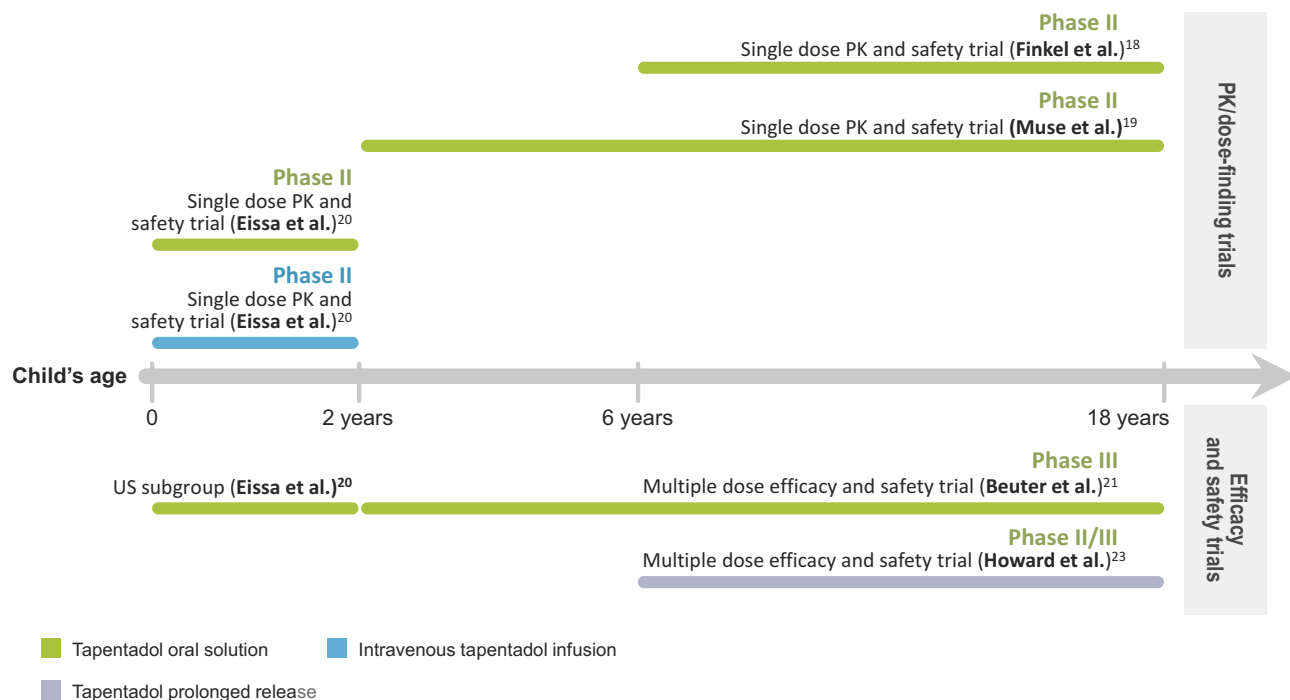 Phase II
Single dose PK and safety trial (Finkel et al.)18
Phase II
Single dose PK and safety trial (Muse et al.)19
Phase II
Single dose PK and
safety trial (Eissa et al.)20
Phase II
Single dose PK and
safety trial (Eissa et al.)20
PK/dose-finding trials
Child's age
0
2 years
6 years
18 years
US subgroup (Eissa et al.)20
Phase III
Multiple dose efficacy and safety trial (Beuter et al.)21
Phase II/III
Multiple dose efficacy and safety trial (Howard et al.)23
Efficacy
and safety trials
Tapentadol oral solution
Intravenous tapentadol infusion
Tapentadol prolonged release